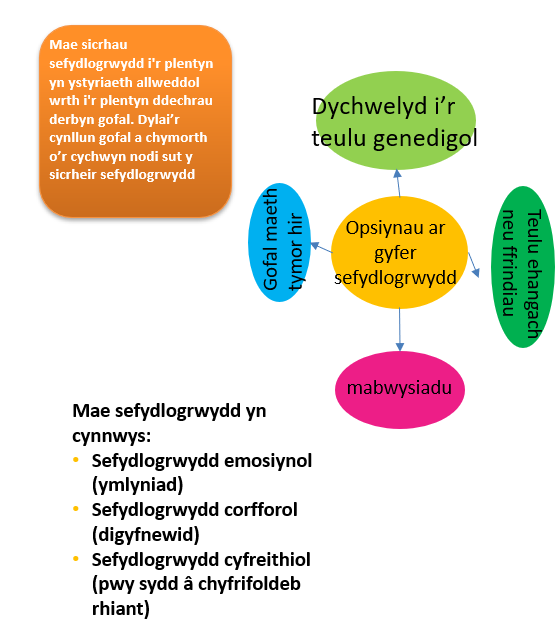 Mae sicrhau
sefydlogrwydd i'r plentyn
yn ystyriaeth allweddol
wrth i'r plentyn ddechrau
derbyn gofal. Dylai’r
cynllun gofal a chymorth
o’r cychwyn nodi sut y
sicrheir sefydlogrwydd
Dychwelyd i’r
teulu genedigol
Gofal maeth
tymor hir
Opsiynau ar
gyfer
sefydlogrwydd
Teulu ehangach
neu ffrindiau
mabwysiadu
Mae sefydlogrwydd yn
cynnwys:
• Sefydlogrwydd emosiynol
(ymlyniad)
• Sefydlogrwydd corfforol
(digyfnewid)
• Sefydlogrwydd cyfreithiol
(pwy sydd â chyfrifoldeb
rhiant)